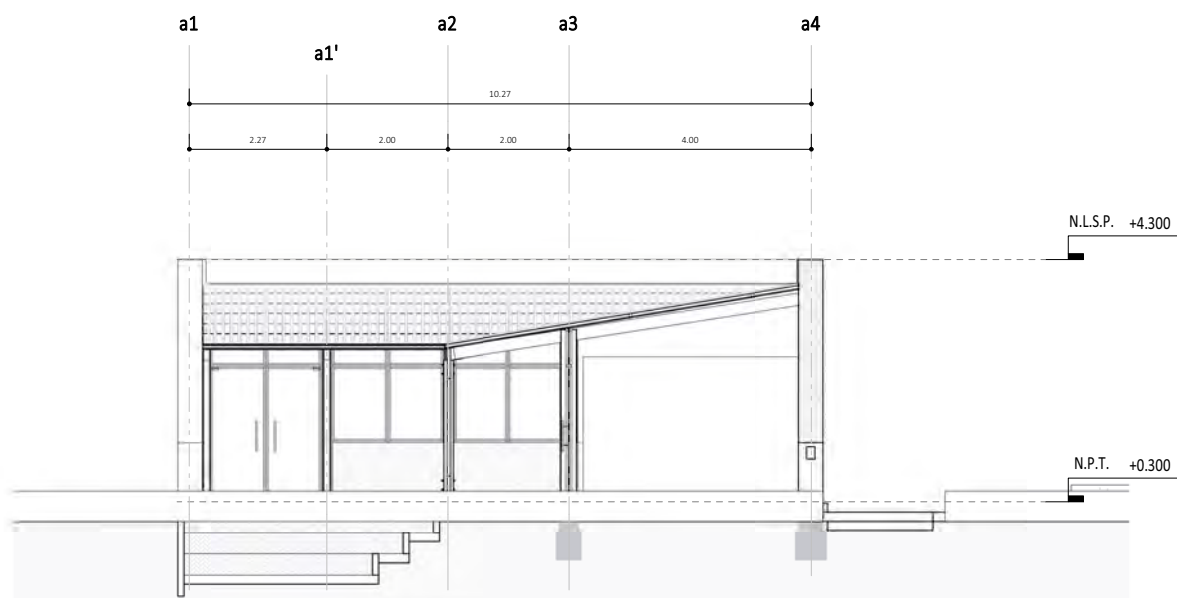 a1 a2 a3 a4
a1'
10.27
2.27 2.00 2.00 4.00
N.L.S.P. +4.300
N.P.T. +0.300